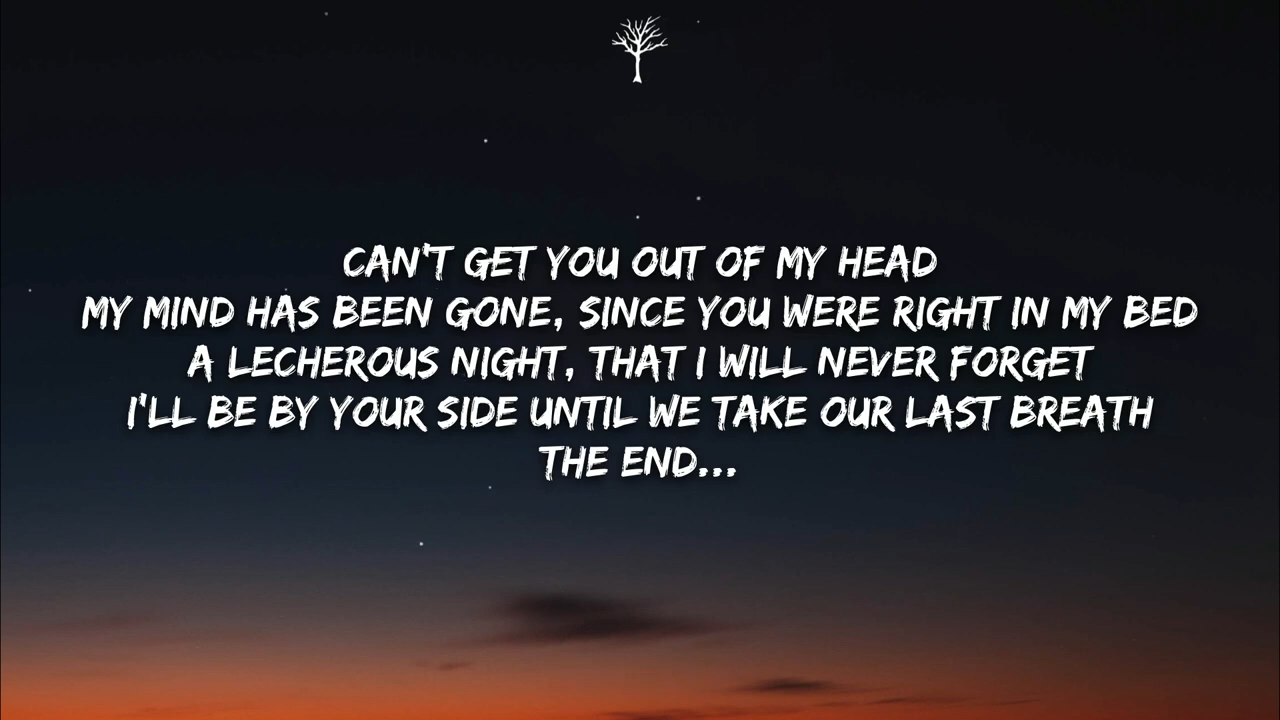 CAN'T GET YOU OUT OF MY HEAD
MY MIND HAS BEEN GONE, SINCE YOU WERE RIGHT IN MY BED
A LECHEROUS NIGHT, THAT I WILL NEVER FORGET
I'LL BE BY YOUR SIDE UNTIL WE TAKE OUR LAST BREATH
THE END...